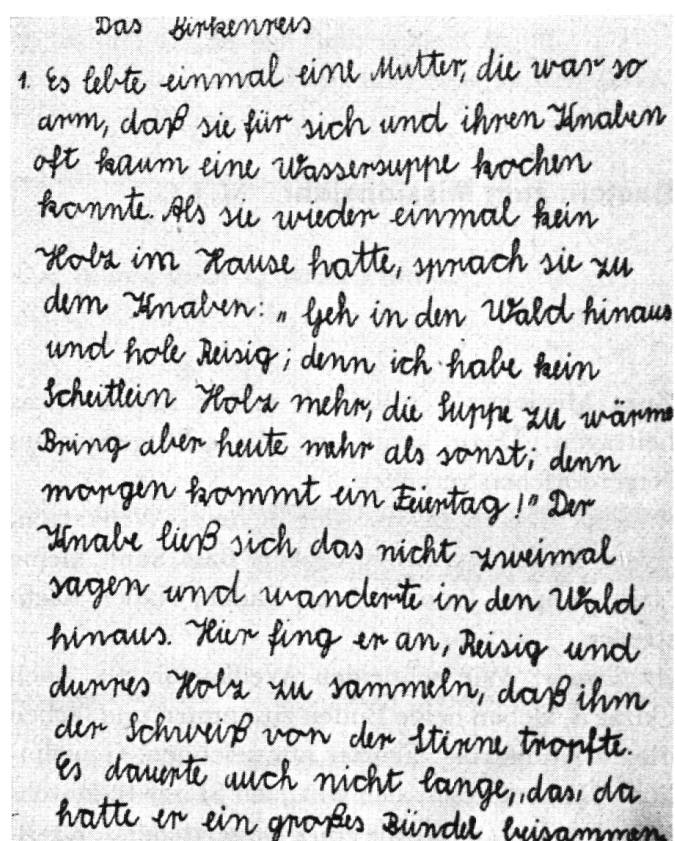 Das Birkenreis
1. Es lebte einmal eine Mutter, die war so
arm, daß sie für sich und ihren Knaben
oft kaum eine Wassersuppe kochen
konnte. Als sie wieder einmal kein
Holz im Hause hatte, sprach sie zu
dem Knaben: „Geh in den Wald hinaus
und hole Reisig; denn ich habe kein
Scheitlein Holz mehr, die Suppe zu wärme
Bring aber heute mehr als sonst; denn
morgen kommt ein Feiertag!" Der
Knabe ließ sich das nicht zweimal
sagen und wanderte in den Wald
hinaus. Hier fing er an, Reisig und
durres Holz zu sammeln, daß ihm
der Schweiß von der Stirne tropfte.
Es dauerte auch nicht lange, das, da
hatte er ein großes Bündel beisammen